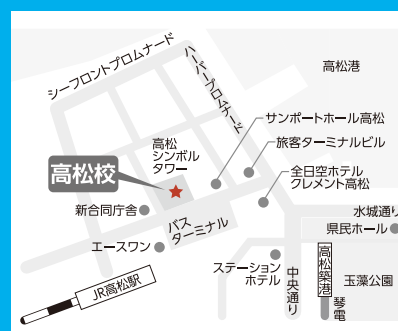 シーフロントプロムナード
ハーバープロムナード
高松港
サンポートホール高松
高松
シンボル
タワー
旅客ターミナルビル
高松校
全日空ホテル
クレメント高松
新合同庁舎
バス
ターミナル
水城通り
県民ホール
エースワン
ステーション
ホテル
中央通り
高松築港
玉藻公園
JR高松駅
琴電